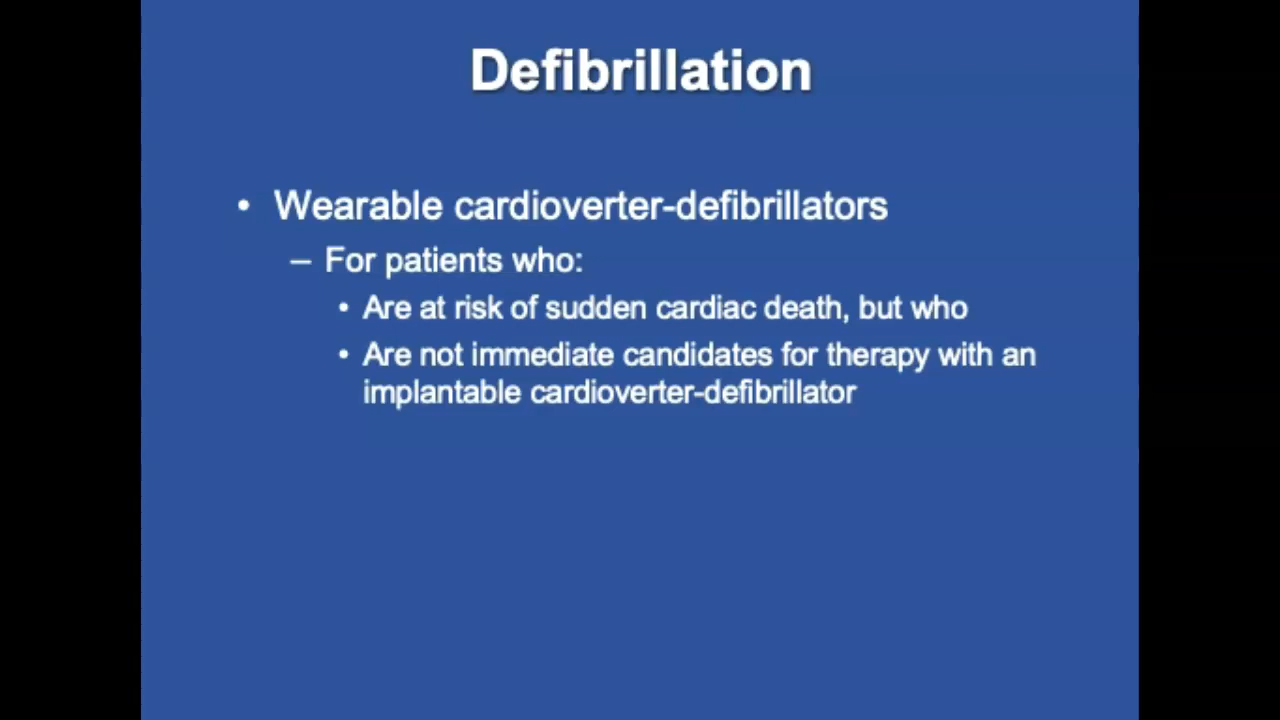 Defibrillation
• Wearable cardioverter-defibrillators
– For patients who:
• Are at risk of sudden cardiac death, but who
• Are not immediate candidates for therapy with an
implantable cardioverter-defibrillator